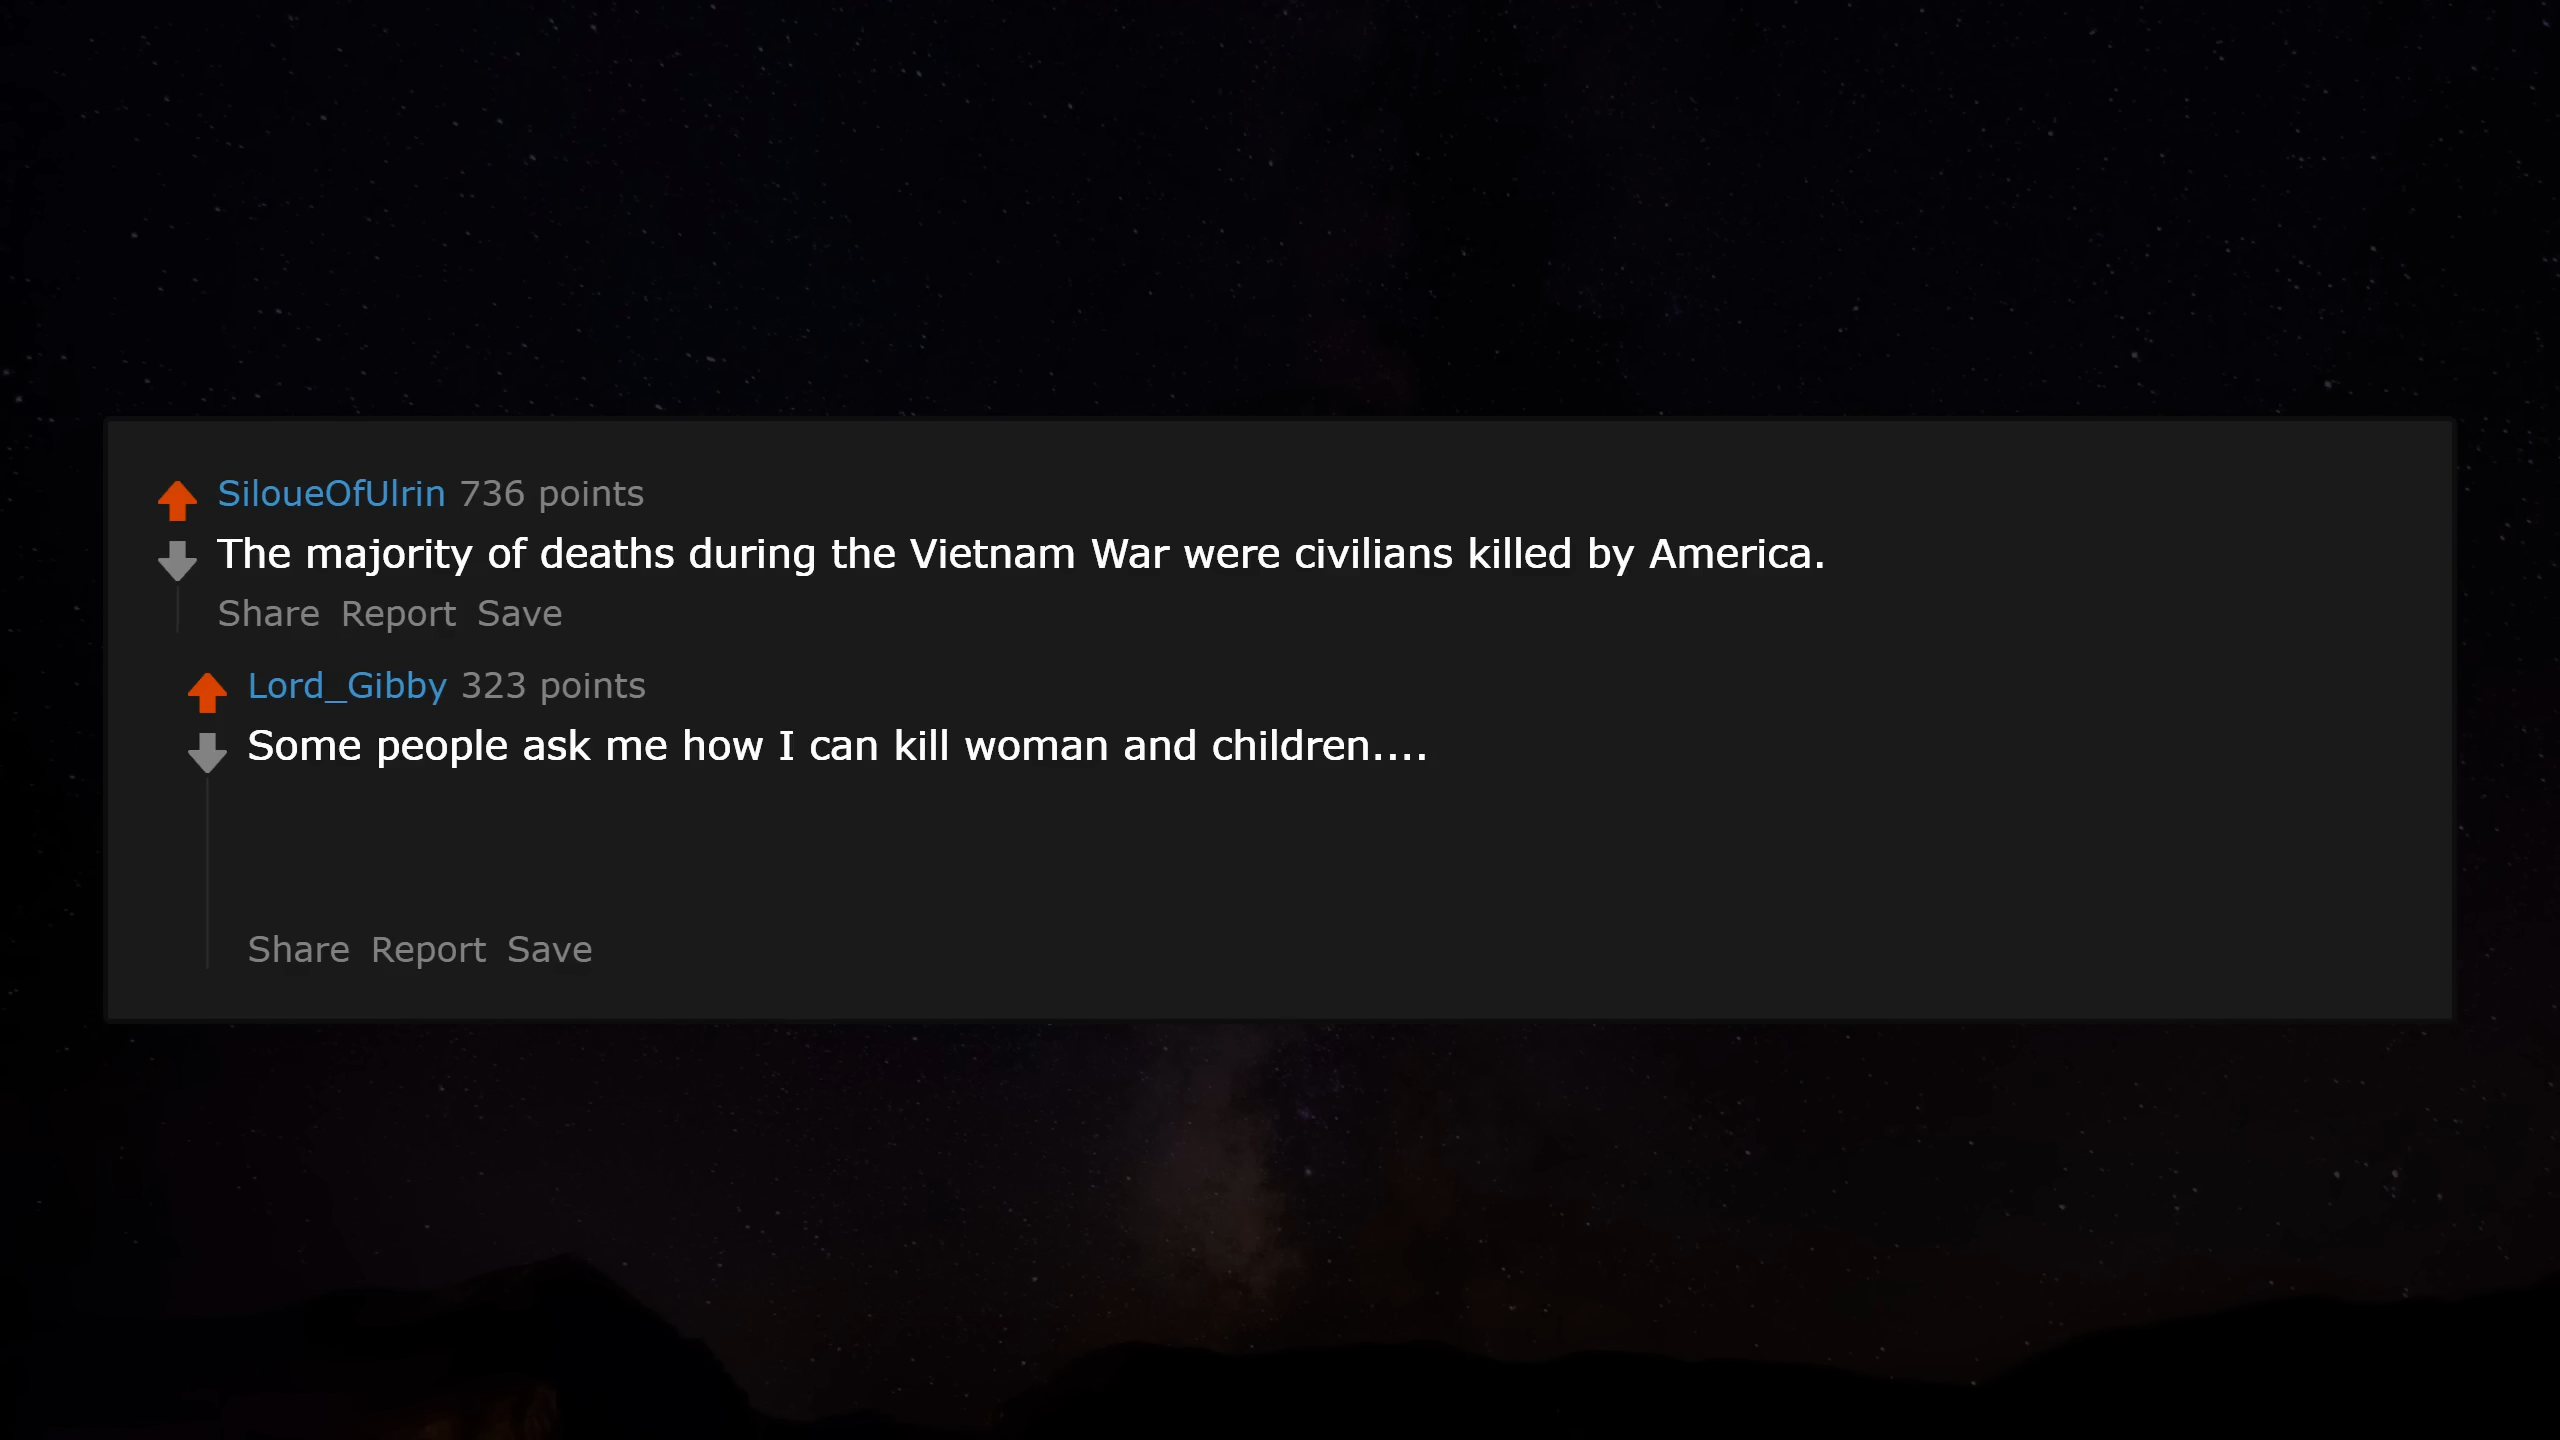 SiloueOfUlrin 736 points
The majority of deaths during the Vietnam War were civilians killed by America.
Share Report Save
Lord_Gibby 323 points
Some people ask me how I can kill woman and children....
Share Report Save